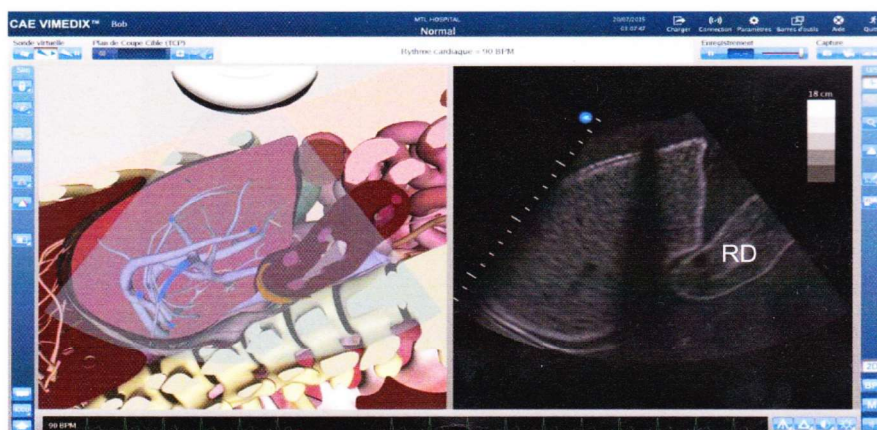 CAE VIMEDIX™ Bob
MTL HOSPITAL
Normal
Charger Connection Paramètres Barres d'outils Aide
Sonde virtuelle
Plan de Coupe Cible (TCP)
Rythme cardiaque = 90 BPM
Enregistrement
Capture
18 cm
RD
90 BPM